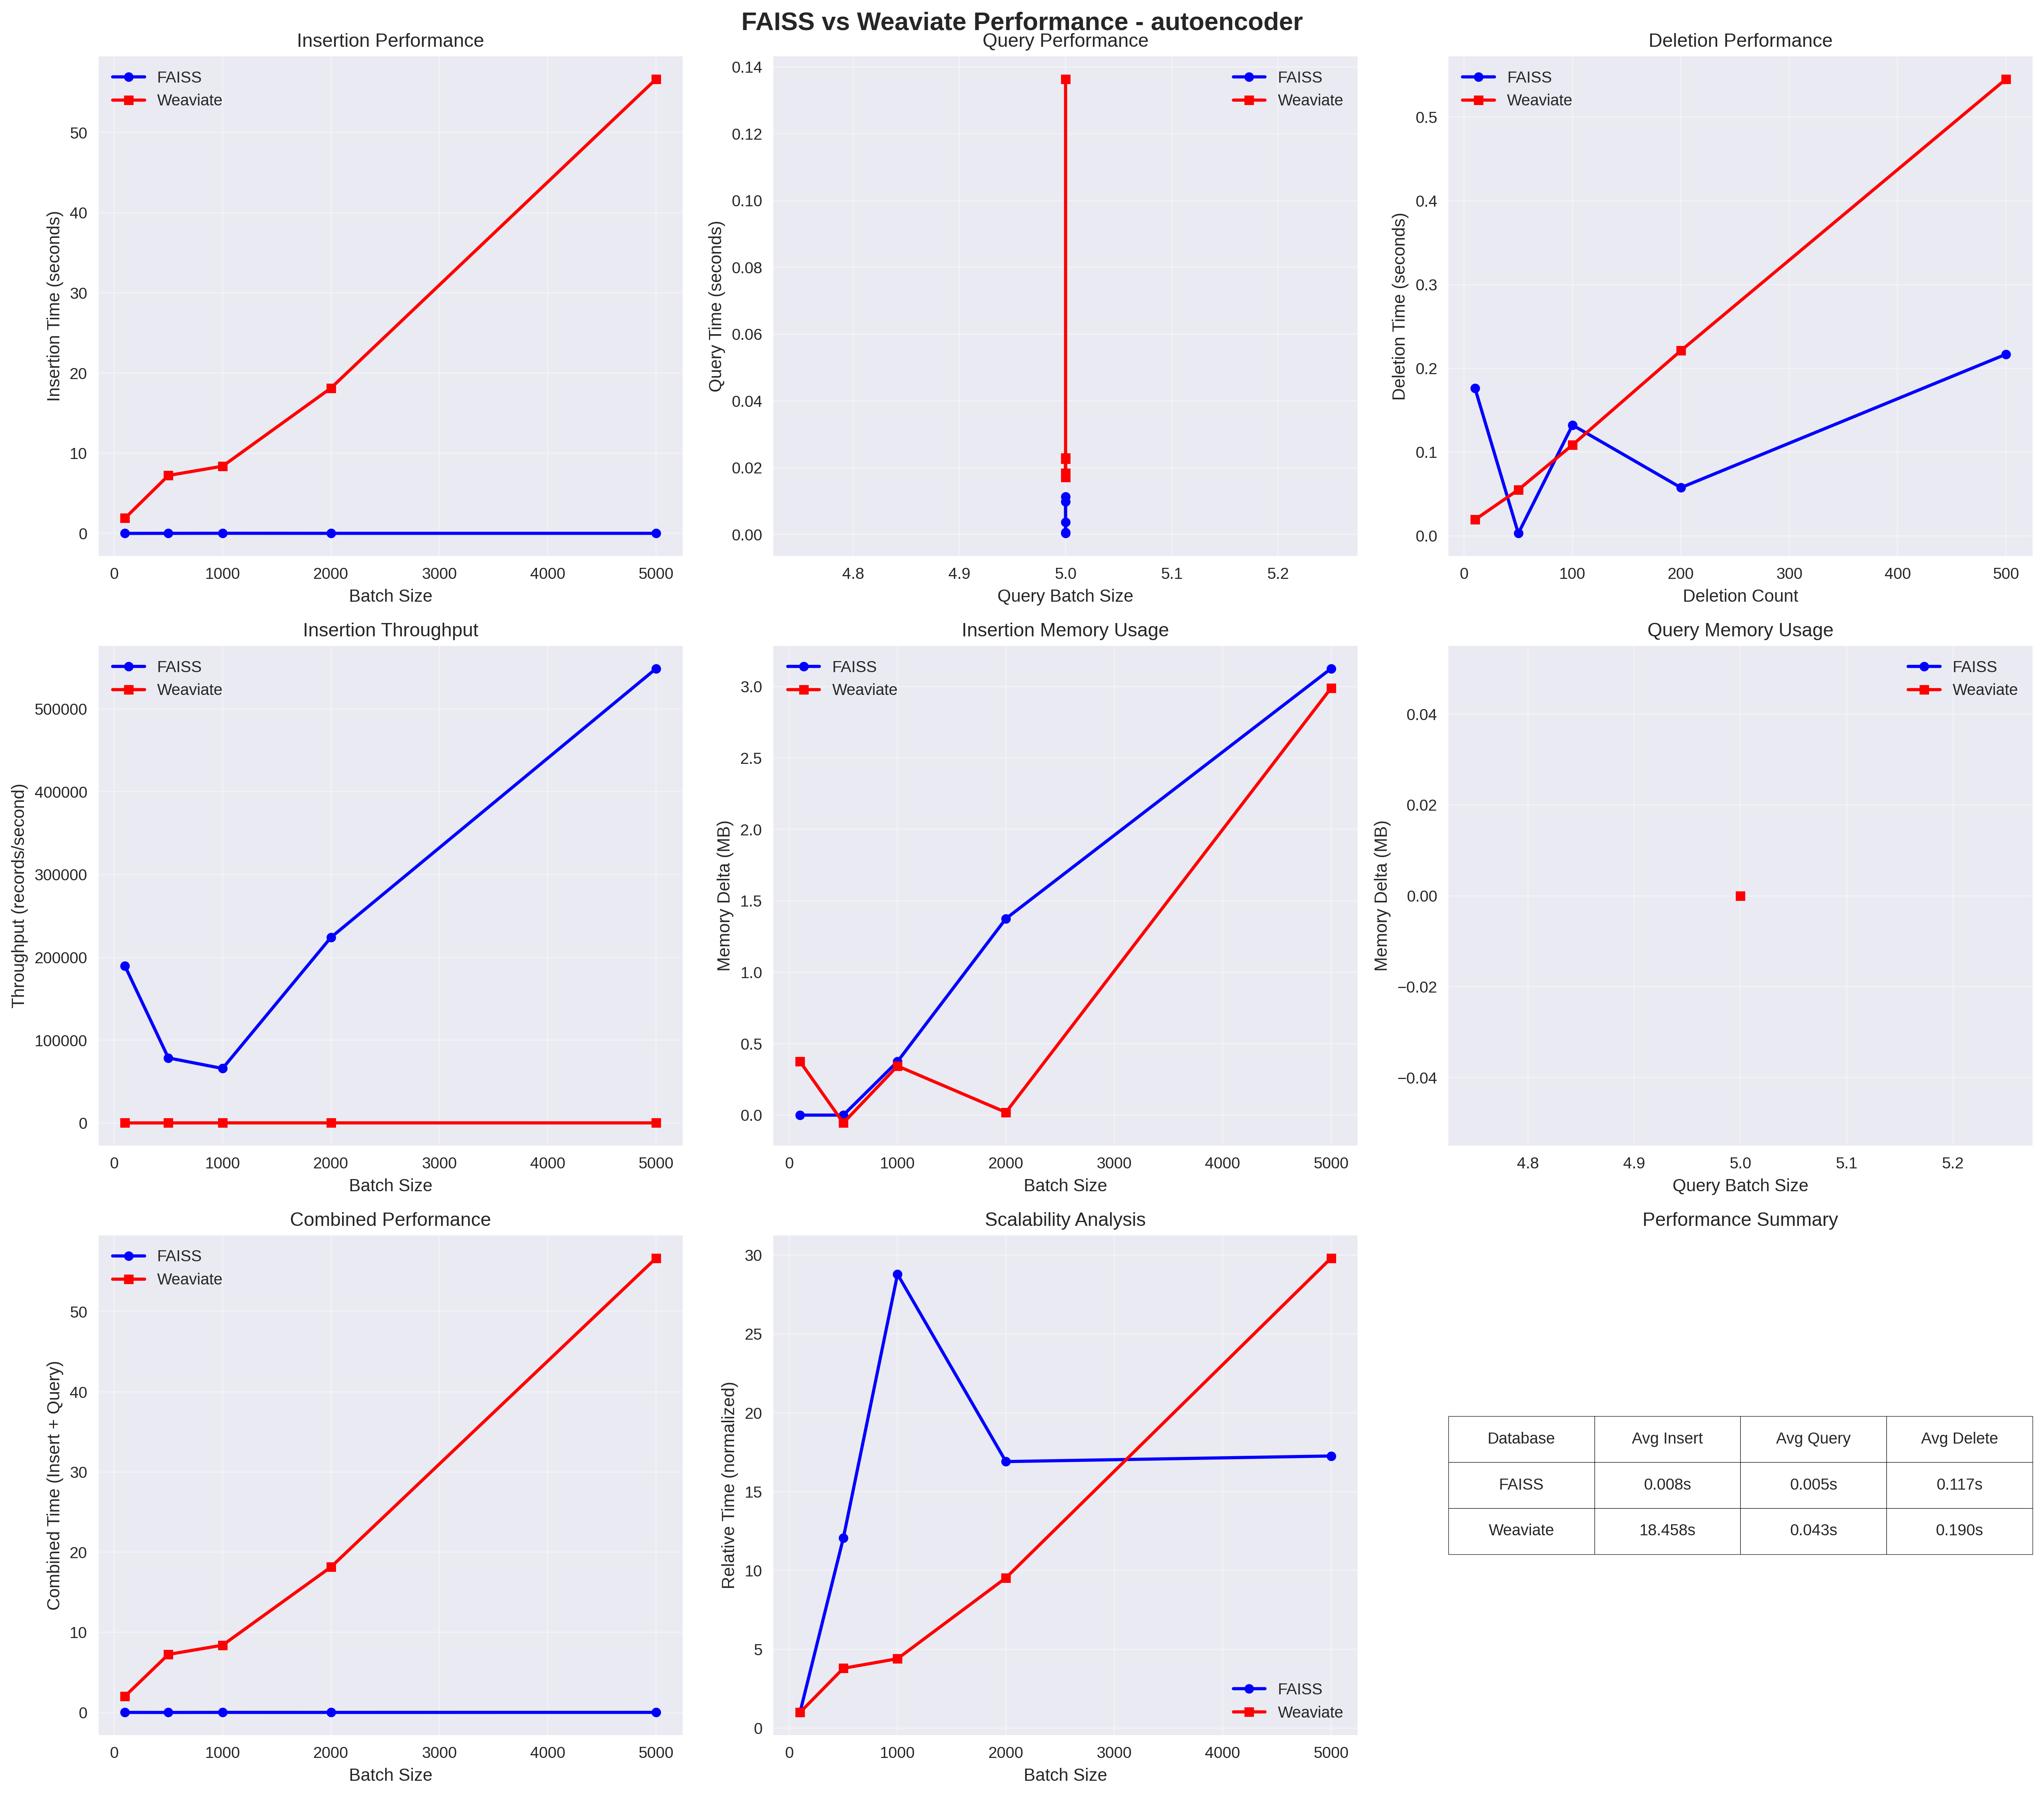 FAISS vs Weaviate Performance - autoencoder
Insertion Performance
FAISS
Weaviate
Insertion Time (seconds)
50
40
30
20
10
0
0 1000 2000 3000 4000 5000
Batch Size
Query Performance
FAISS
Weaviate
Query Time (seconds)
0.14
0.12
0.10
0.08
0.06
0.04
0.02
0.00
4.8 4.9 5.0 5.1 5.2
Query Batch Size
Deletion Performance
FAISS
Weaviate
Deletion Time (seconds)
0.5
0.4
0.3
0.2
0.1
0.0
0 100 200 300 400 500
Deletion Count
Insertion Throughput
FAISS
Weaviate
Throughput (records/second)
500000
400000
300000
200000
100000
0
0 1000 2000 3000 4000 5000
Batch Size
Insertion Memory Usage
FAISS
Weaviate
Memory Delta (MB)
3.0
2.5
2.0
1.5
1.0
0.5
0.0
0 1000 2000 3000 4000 5000
Batch Size
Query Memory Usage
FAISS
Weaviate
Memory Delta (MB)
0.04
0.02
0.00
−0.02
−0.04
4.8 4.9 5.0 5.1 5.2
Query Batch Size
Combined Performance
FAISS
Weaviate
Combined Time (Insert + Query)
50
40
30
20
10
0
0 1000 2000 3000 4000 5000
Batch Size
Scalability Analysis
Relative Time (normalized)
30
25
20
15
10
5
0
FAISS
Weaviate
0 1000 2000 3000 4000 5000
Batch Size
Performance Summary
Database Avg Insert Avg Query Avg Delete
FAISS 0.008s 0.005s 0.117s
Weaviate 18.458s 0.043s 0.190s